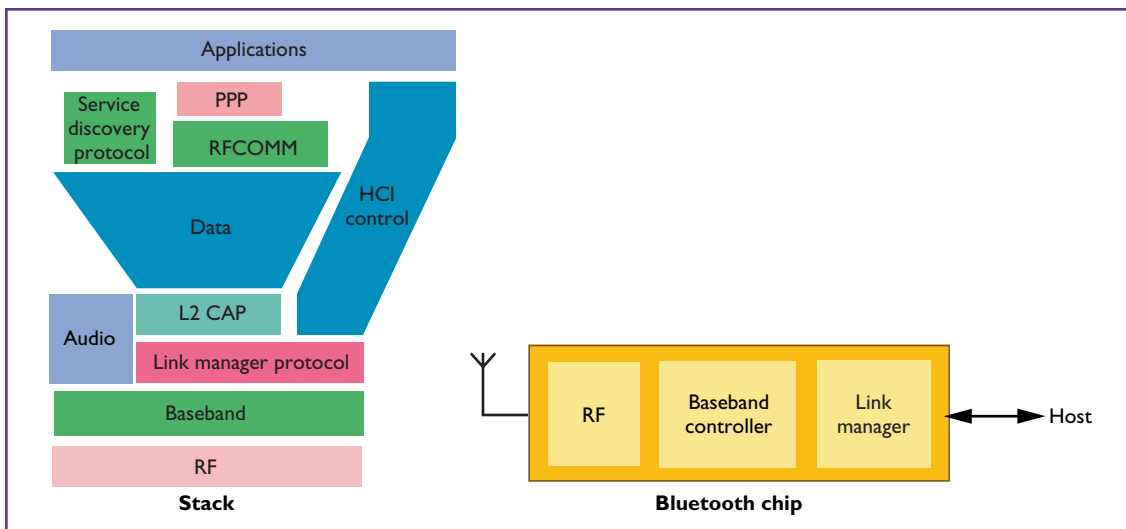 Applications
Service
discovery
protocol
PPP
RFCOMM
HCI
control
Data
L2 CAP
Audio
Link manager protocol
Baseband
RF
Stack
RF
Baseband
controller
Link
manager
Host
Bluetooth chip